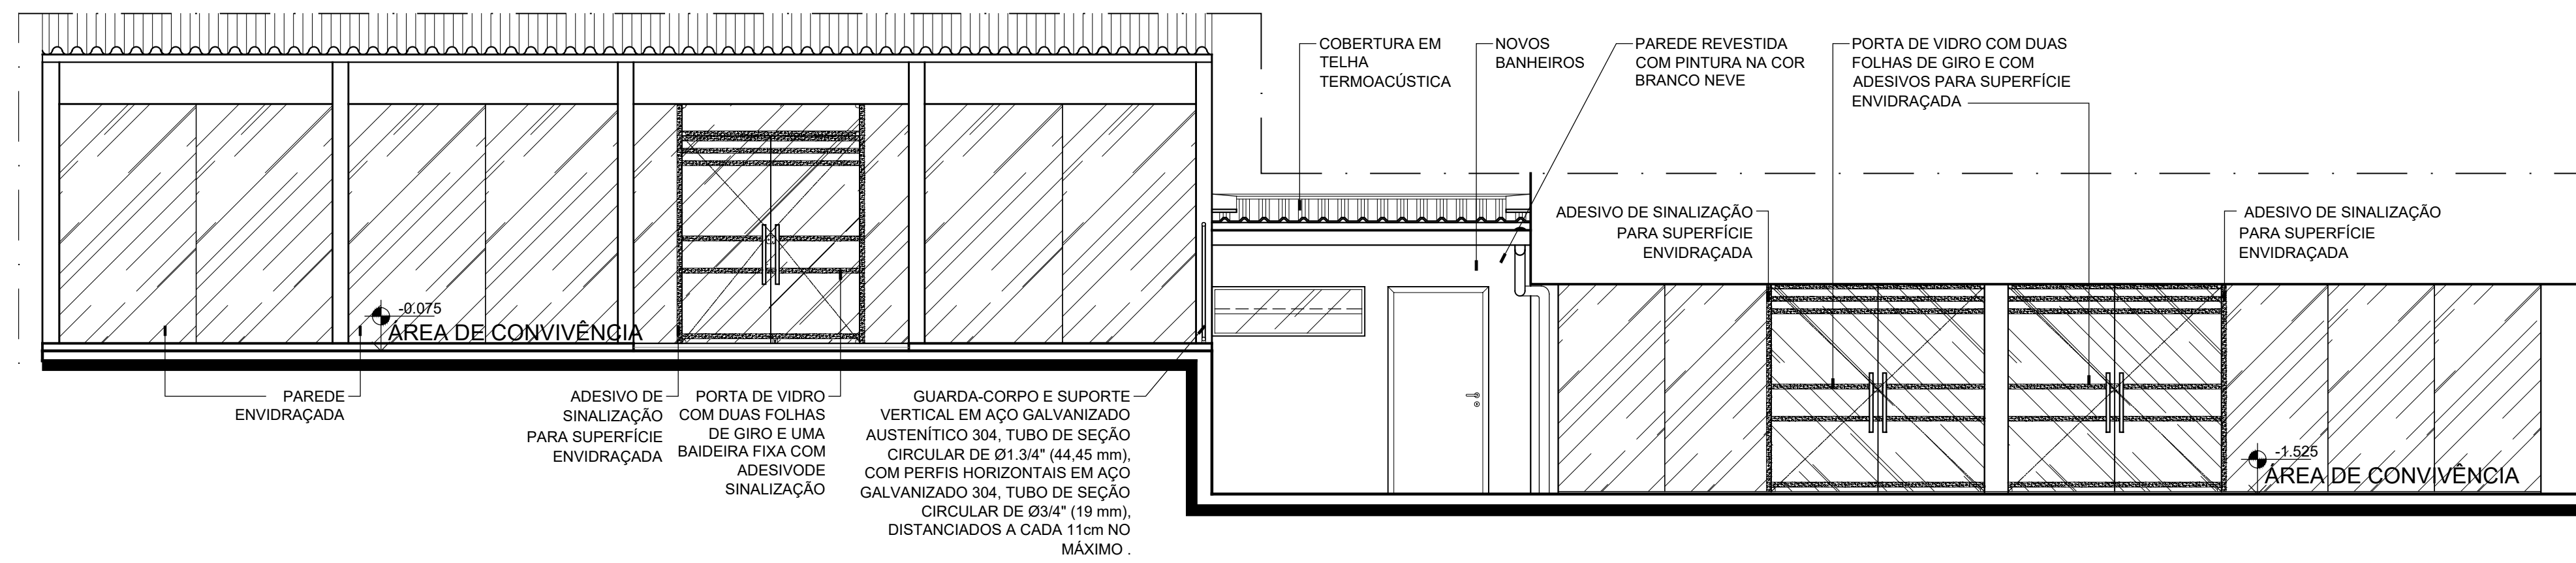 COBERTURA EM
TELHA
TERMOACÚSTICA
NOVOS
BANHEIROS
PAREDE REVESTIDA
COM PINTURA NA COR
BRANCO NEVE
PORTA DE VIDRO COM DUAS
FOLHAS DE GIRO E COM
ADESIVOS PARA SUPERFÍCIE
ENVIDRAÇADA
ADESIVO DE SINALIZAÇÃO
PARA SUPERFÍCIE
ENVIDRAÇADA
ADESIVO DE SINALIZAÇÃO
PARA SUPERFÍCIE
ENVIDRAÇADA
-0.075
ÁREA DE CONVIVÊNCIA
-1.525
ÁREA DE CONVIVÊNCIA
PAREDE
ENVIDRAÇADA
ADESIVO DE
SINALIZAÇÃO
PARA SUPERFÍCIE
ENVIDRAÇADA
PORTA DE VIDRO
COM DUAS FOLHAS
DE GIRO E UMA
BAIDEIRA FIXA COM
ADESIVODE
SINALIZAÇÃO
GUARDA-CORPO E SUPORTE
VERTICAL EM AÇO GALVANIZADO
AUSTENÍTICO 304, TUBO DE SEÇÃO
CIRCULAR DE Ø1.3/4" (44,45 mm),
COM PERFIS HORIZONTAIS EM AÇO
GALVANIZADO 304, TUBO DE SEÇÃO
CIRCULAR DE Ø3/4" (19 mm),
DISTANCIADOS A CADA 11cm NO
MÁXIMO .